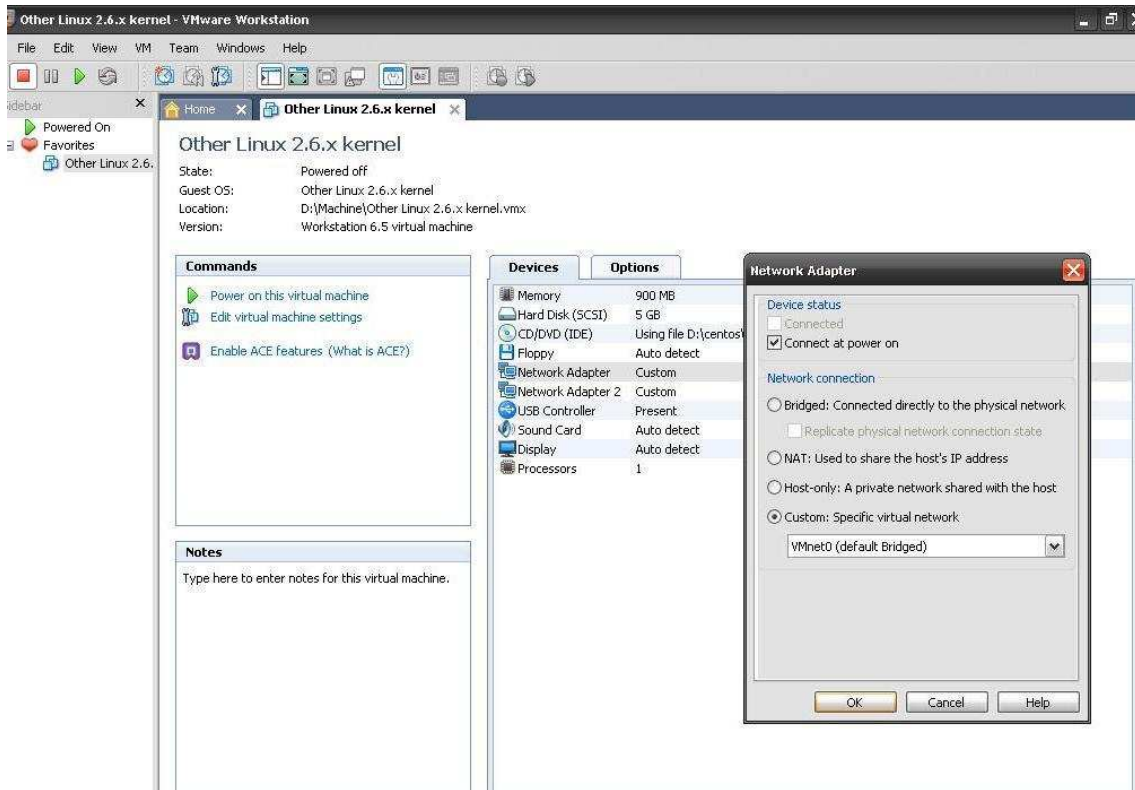 Other Linux 2.6.x kernel - VMware Workstation
File Edit View VM Team Windows Help
idebar
Home
Other Linux 2.6.x kernel
Powered On
Favorites
Other Linux 2.6.
Other Linux 2.6.x kernel
State: Powered off
Guest OS: Other Linux 2.6.x kernel
Location: D:\Machine\Other Linux 2.6.x kernel.vmx
Version: Workstation 6.5 virtual machine
Commands
Power on this virtual machine
Edit virtual machine settings
Enable ACE features (What is ACE?)
Notes
Type here to enter notes for this virtual machine.
Devices Options
Memory 900 MB
Hard Disk (SCSI) 5 GB
CD/DVD (IDE) Using file D:\centos\
Floppy Auto detect
Network Adapter Custom
Network Adapter 2 Custom
USB Controller Present
Sound Card Auto detect
Display Auto detect
Processors 1
Network Adapter
Device status
Connected
Connect at power on
Network connection
Bridged: Connected directly to the physical network
Replicate physical network connection state
NAT: Used to share the host's IP address
Host-only: A private network shared with the host
Custom: Specific virtual network
VMnet0 (default Bridged)
OK Cancel Help